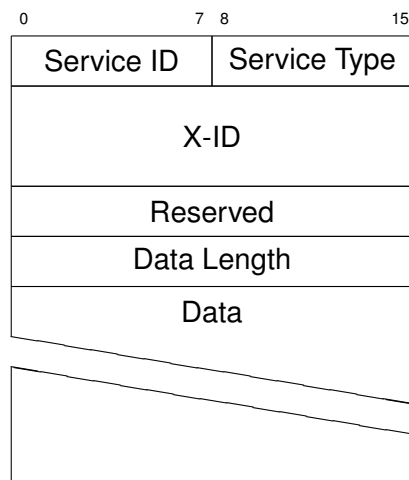 0 7 8 15
Service ID Service Type
X-ID
Reserved
Data Length
Data